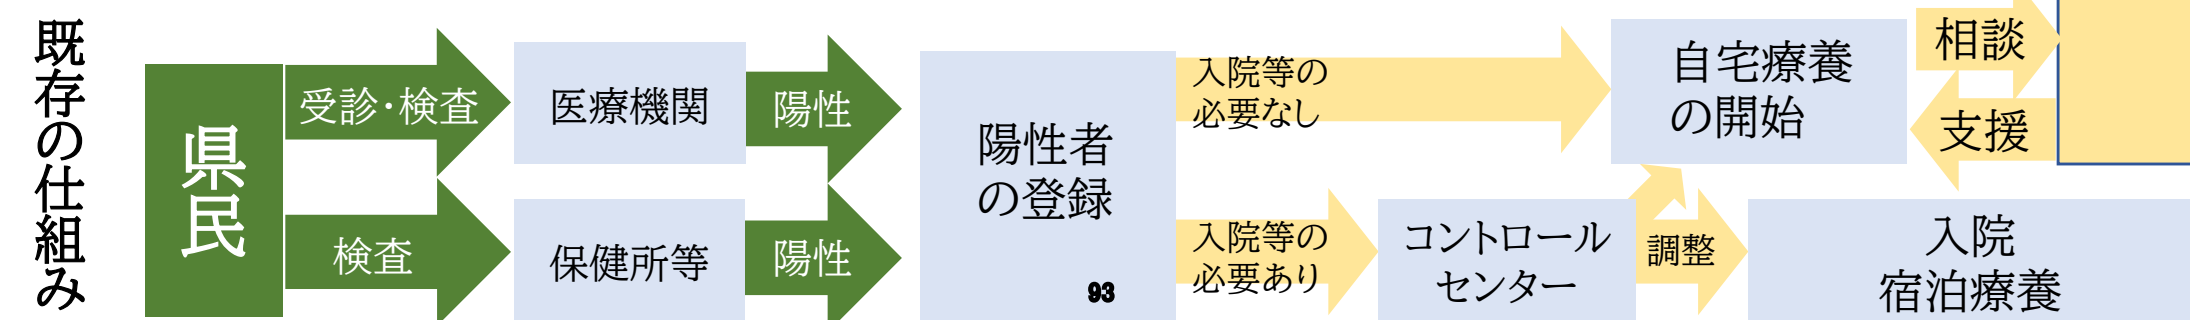 既存の仕組み
県民
受診・検査
医療機関
陽性
検査
保健所等
陽性
陽性者
の登録
93
入院等の
必要なし
自宅療養
の開始
相談
支援
入院等の
必要あり
コントロール
センター
調整
入院
宿泊療養